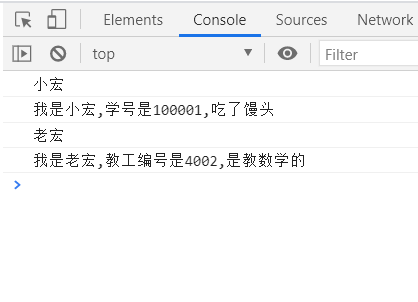 Elements Console Sources Network
top Filter
小宏
我是小宏,学号是100001,吃了馒头
老宏
我是老宏,教工编号是4002,是教数学的